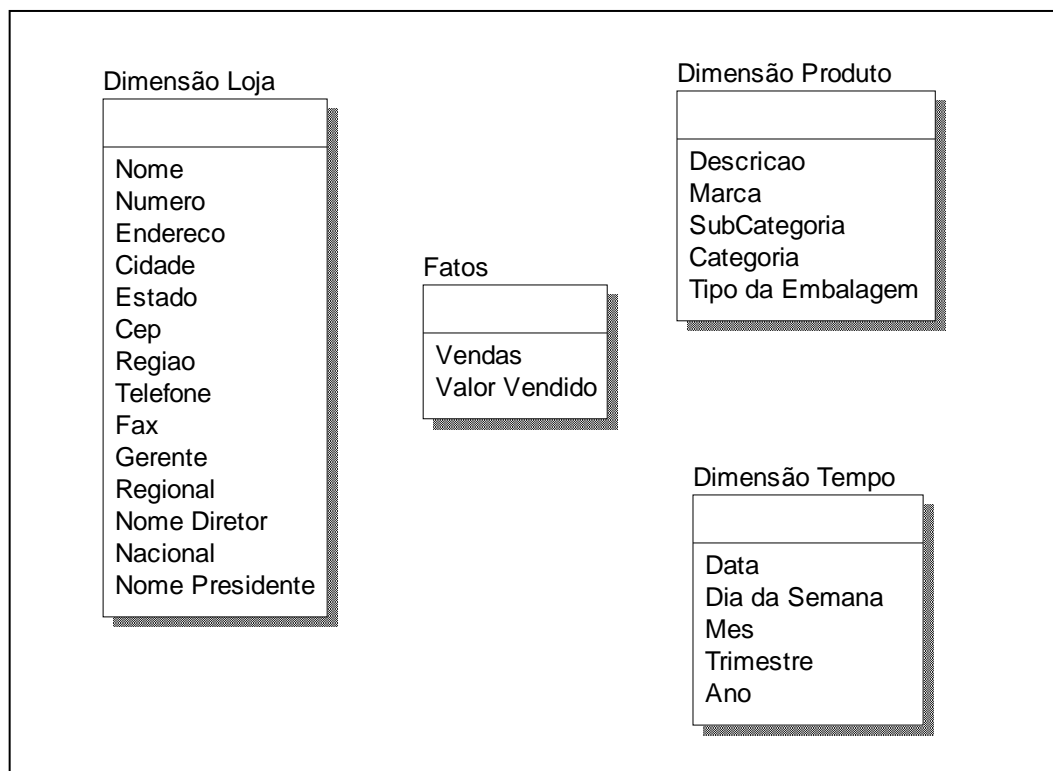 Dimensão Loja
Nome
Numero
Endereco
Cidade
Estado
Cep
Regiao
Telefone
Fax
Gerente
Regional
Nome Diretor
Nacional
Nome Presidente
Fatos
Vendas
Valor Vendido
Dimensão Produto
Descricao
Marca
SubCategoria
Categoria
Tipo da Embalagem
Dimensão Tempo
Data
Dia da Semana
Mes
Trimestre
Ano